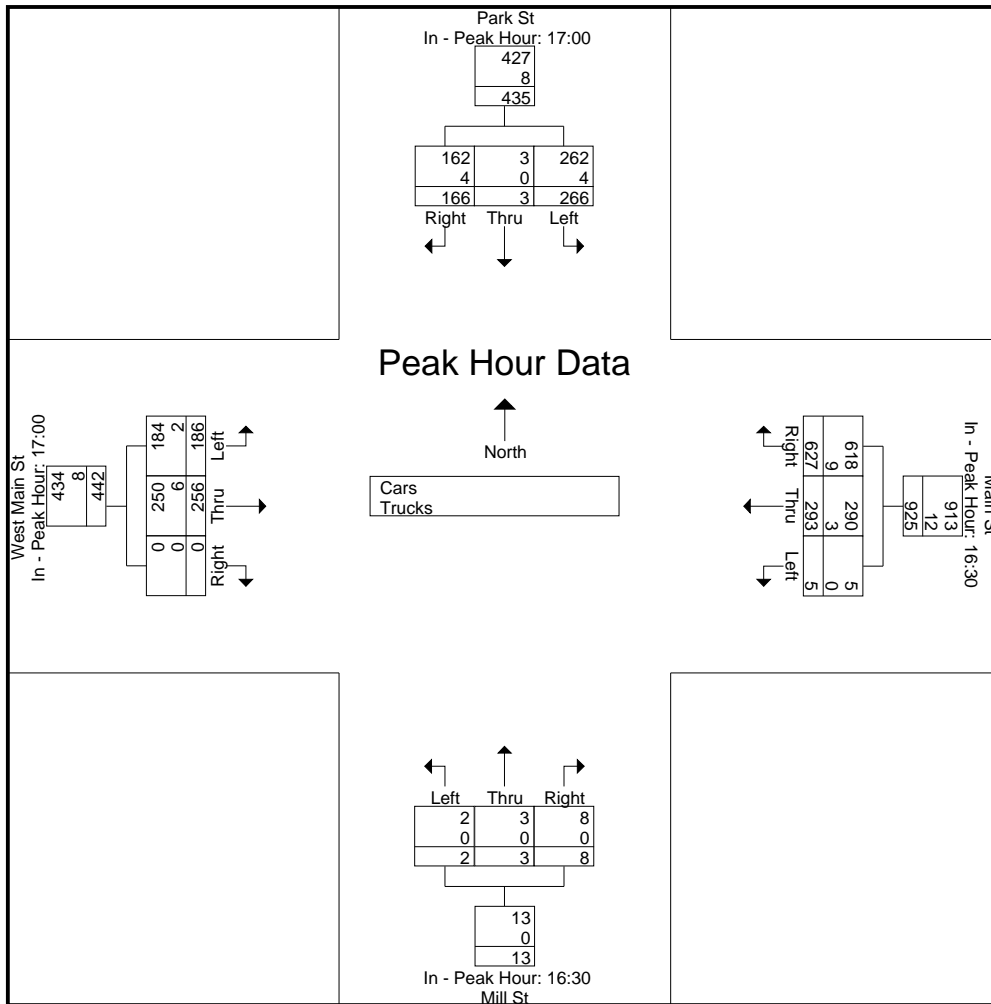 Park St
In - Peak Hour: 17:00
427
8
435
162 3 262
4 0 4
166 3 266
Right Thru Left
Peak Hour Data
North
Cars
Trucks
West Main St
In - Peak Hour: 17:00
434
8
442
184 2 186
Left
250 6 256
Thru
0 0 0
Right
Main St
In - Peak Hour: 16:30
913
12
925
618 9 627
Right
290 3 293
Thru
5 0 5
Left
Left Thru Right
2 3 8
0 0 0
2 3 8
13
0
13
In - Peak Hour: 16:30
Mill St